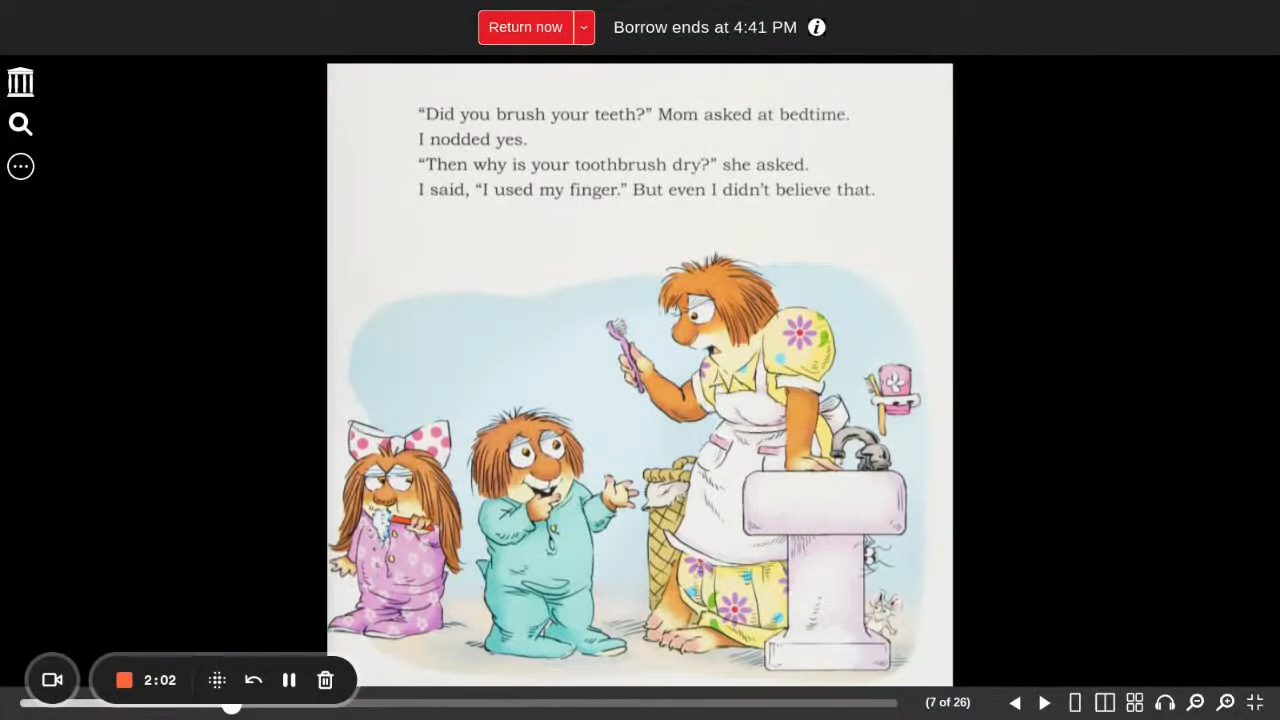 Return now
Borrow ends at 4:41 PM
“Did you brush your teeth?” Mom asked at bedtime.
I nodded yes.
“Then why is your toothbrush dry?” she asked.
I said, “I used my finger.” But even I didn’t believe that.
2:02
(7 of 26)